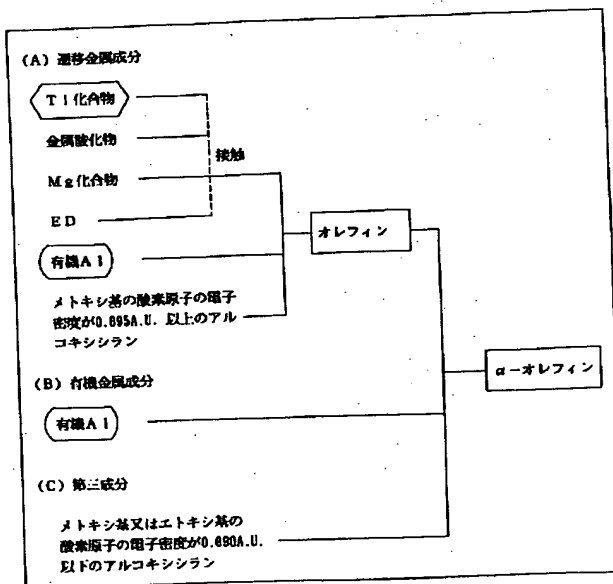 (A) 遷移金属成分
Ti化合物
金属酸化物
接触
Mg化合物
ED
オレフィン
有機Al
メトキシ基の酸素原子の電子
密度が0.695A.U. 以上のアル
コキシシラン
α-オレフィン
(B) 有機金属成分
有機Al
(C) 第三成分
メトキシ基又はエトキシ基の
酸素原子の電子密度が0.690A.U.
以下のアルコキシシラン